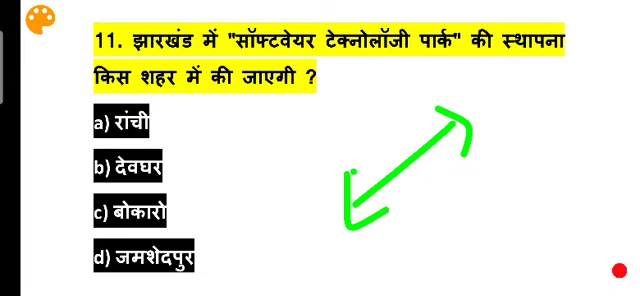 11. झारखंड में "सॉफ्टवेयर टेक्नोलॉजी पार्क" की स्थापना
किस शहर में की जाएगी ?
a) रांची
b) देवघर
c) बोकारो
d) जमशेदपुर